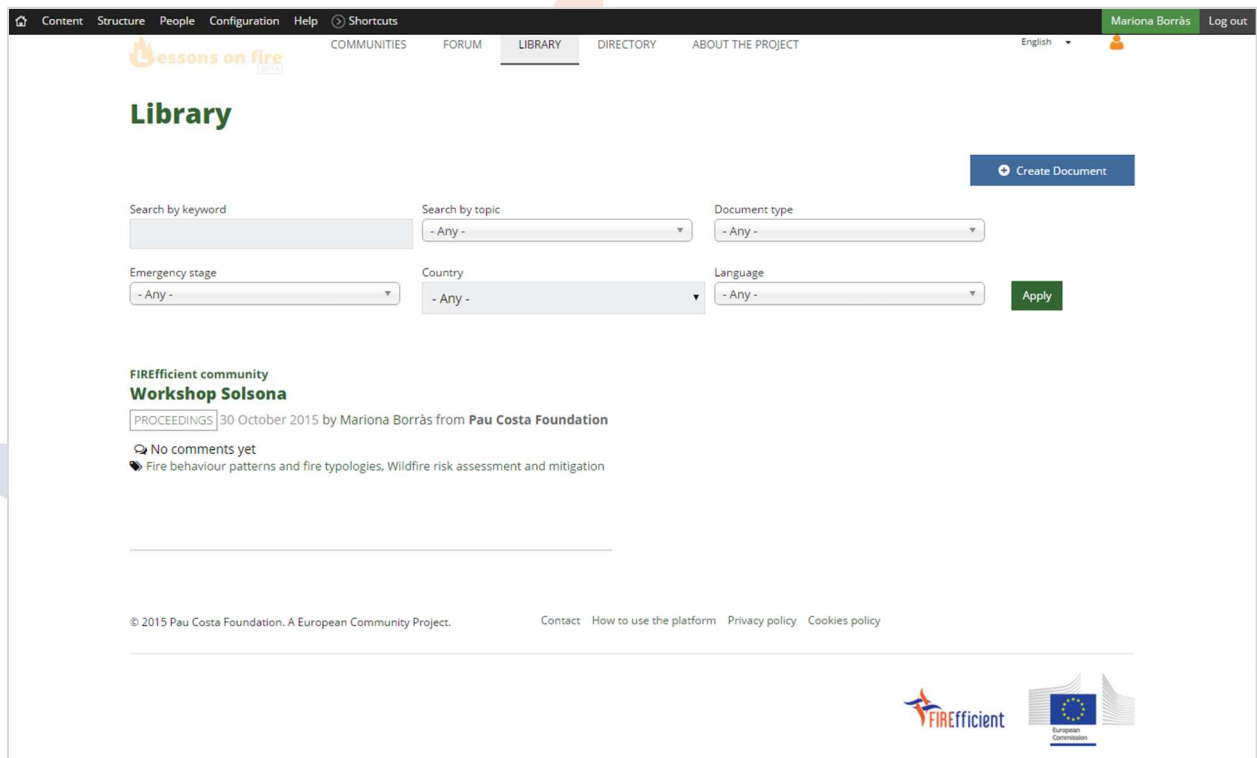 Content Structure People Configuration Help Shortcuts Mariona Borràs Log out
Lessons on fire
BETA
COMMUNITIES FORUM LIBRARY DIRECTORY ABOUT THE PROJECT English
Library
Create Document
Search by keyword Search by topic Document type
- Any - - Any -
Emergency stage Country Language
- Any - - Any - - Any - Apply
FIREfficient community
Workshop Solsona
PROCEEDINGS 30 October 2015 by Mariona Borràs from Pau Costa Foundation
No comments yet
Fire behaviour patterns and fire typologies, Wildfire risk assessment and mitigation
© 2015 Pau Costa Foundation. A European Community Project. Contact How to use the platform Privacy policy Cookies policy
FIREfficient
European
Commission